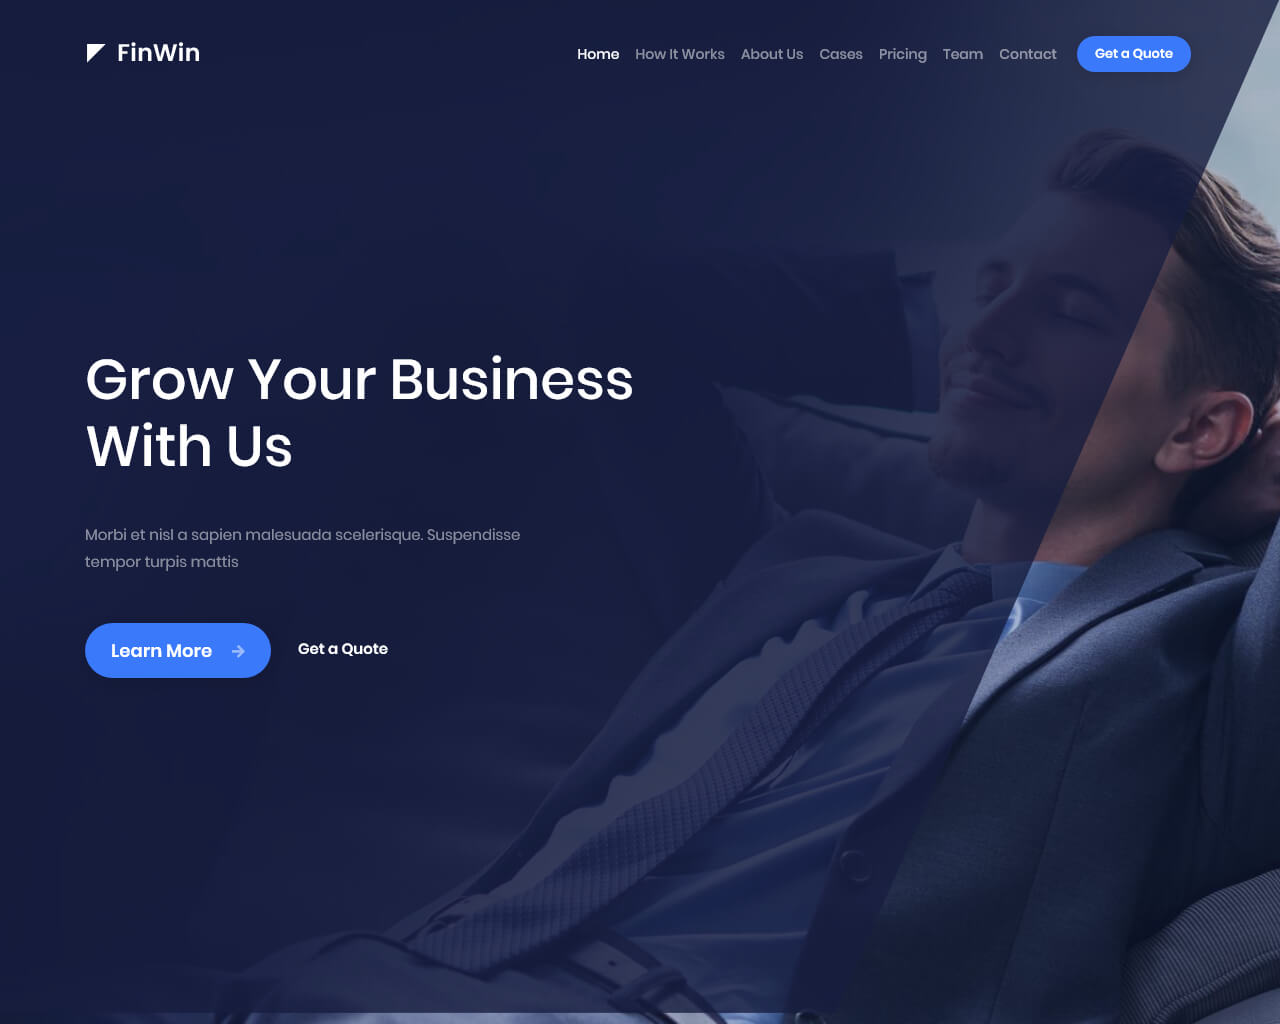 FinWin
Home How It Works About Us Cases Pricing Team Contact Get a Quote
Grow Your Business
With Us
Morbi et nisl a sapien malesuada scelerisque. Suspendisse
tempor turpis mattis
Learn More Get a Quote